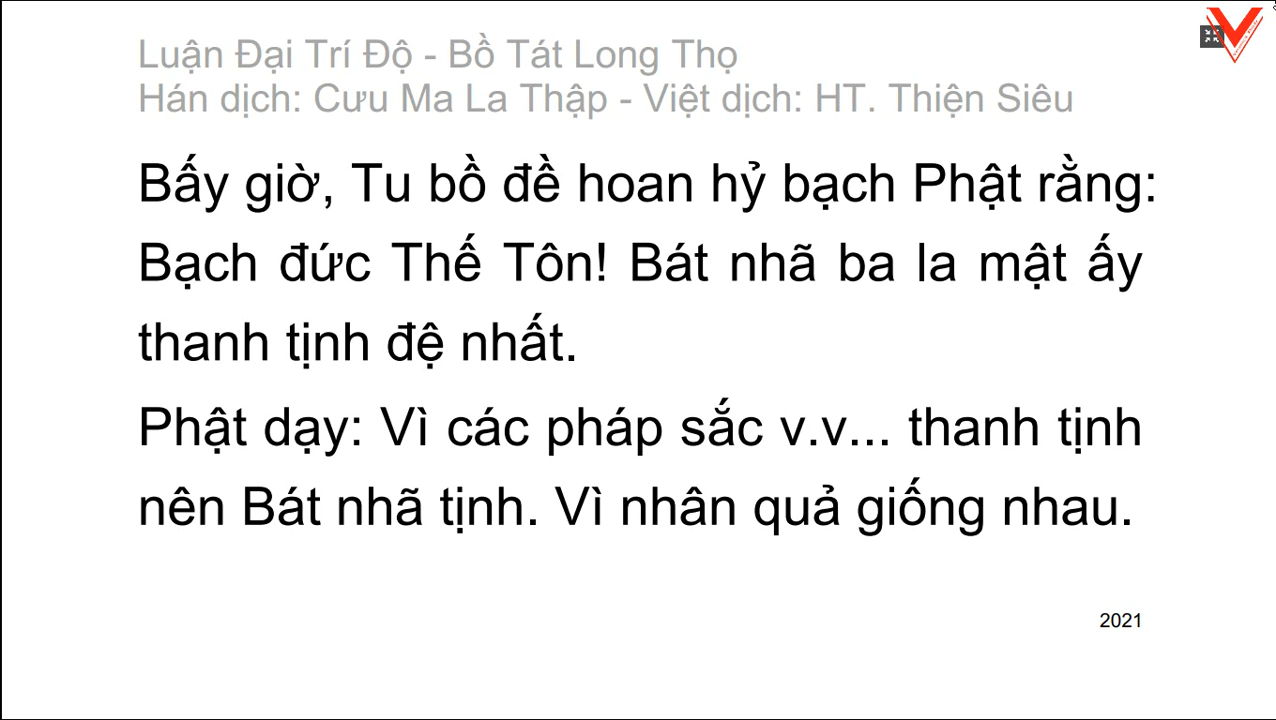 Luận Đại Trí Độ - Bồ Tát Long Thọ
Hán dịch: Cưu Ma La Thập - Việt dịch: HT. Thiện Siêu
Bấy giờ, Tu bồ đề hoan hỷ bạch Phật rằng:
Bạch đức Thế Tôn! Bát nhã ba la mật ấy
thanh tịnh đệ nhất.
Phật dạy: Vì các pháp sắc v.v... thanh tịnh
nên Bát nhã tịnh. Vì nhân quả giống nhau.
2021